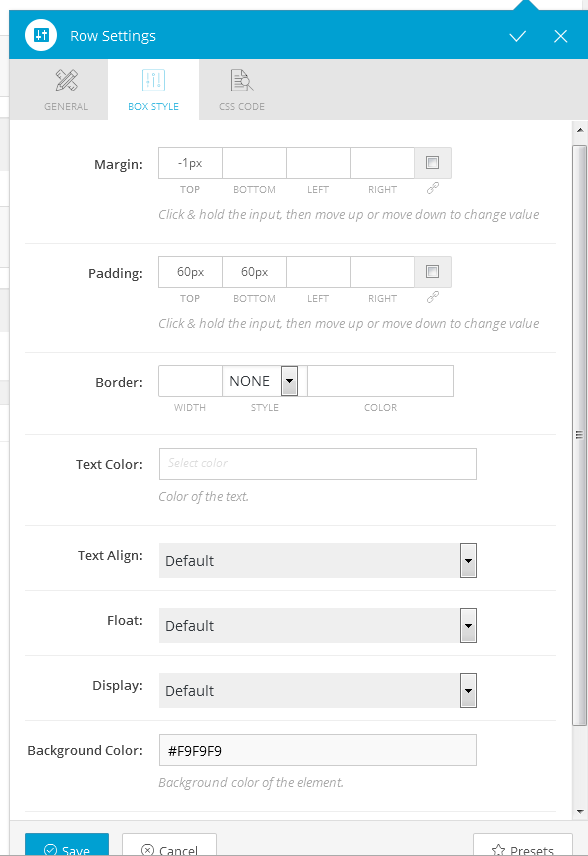 Row Settings
GENERAL BOX STYLE CSS CODE
Margin: -1px
TOP BOTTOM LEFT RIGHT
Click & hold the input, then move up or move down to change value
Padding: 60px 60px
TOP BOTTOM LEFT RIGHT
Click & hold the input, then move up or move down to change value
Border: NONE
WIDTH STYLE COLOR
Text Color: Select color
Color of the text.
Text Align: Default
Float: Default
Display: Default
Background Color: #F9F9F9
Background color of the element.
Save Cancel Presets